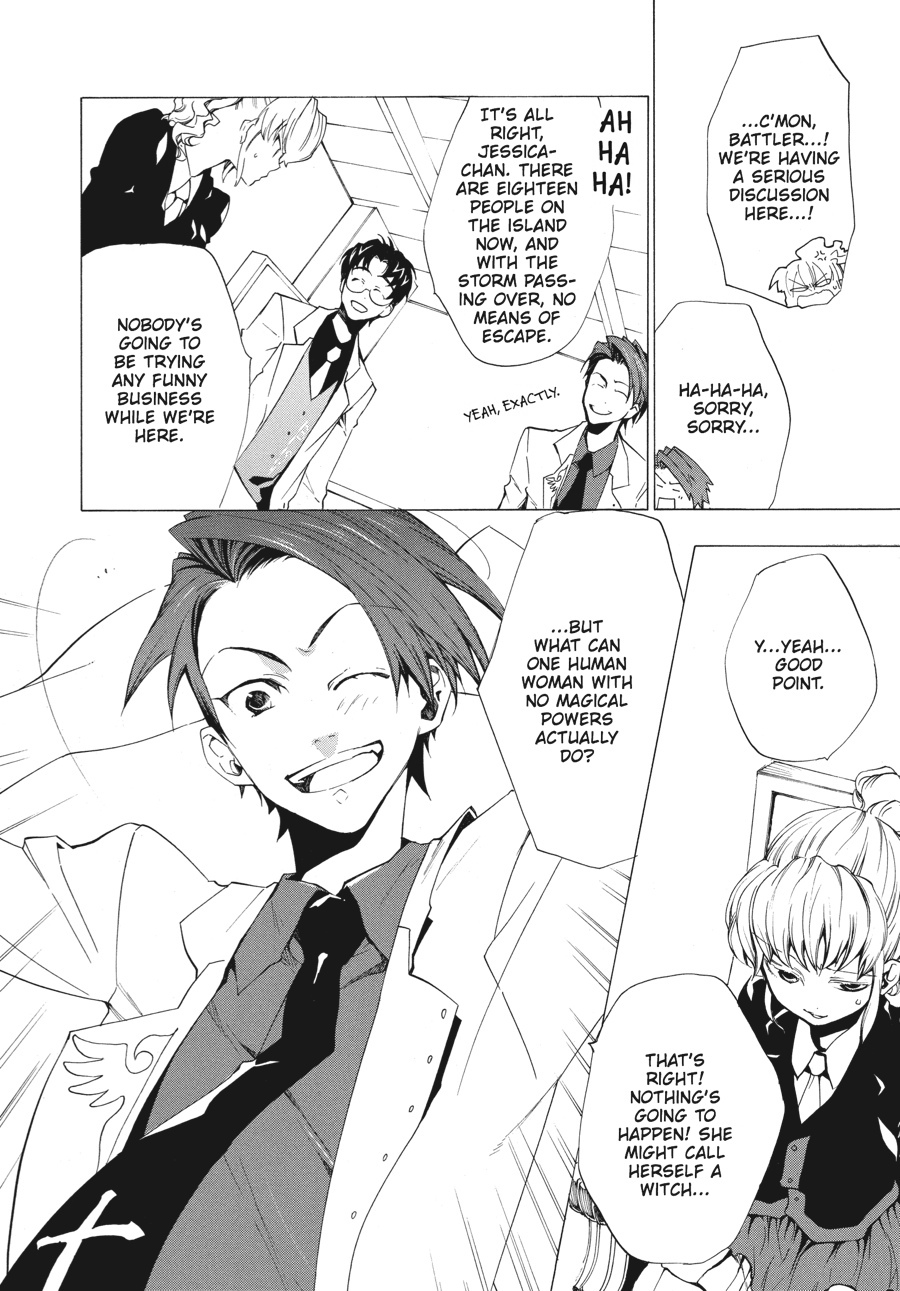 ...C'MON,
BATTLER...!
WE'RE HAVING
A SERIOUS
DISCUSSION
HERE...!
HA-HA-HA,
SORRY,
SORRY...
AH
HA
HA!
IT'S ALL
RIGHT,
JESSICA-
CHAN. THERE
ARE EIGHTEEN
PEOPLE ON
THE ISLAND
NOW, AND
WITH THE
STORM PASS-
ING OVER, NO
MEANS OF
ESCAPE.
YEAH, EXACTLY.
NOBODY'S
GOING TO
BE TRYING
ANY FUNNY
BUSINESS
WHILE WE'RE
HERE.
Y...YEAH...
GOOD
POINT.
THAT'S
RIGHT!
NOTHING'S
GOING TO
HAPPEN! SHE
MIGHT CALL
HERSELF A
WITCH...
...BUT
WHAT CAN
ONE HUMAN
WOMAN WITH
NO MAGICAL
POWERS
ACTUALLY
DO?